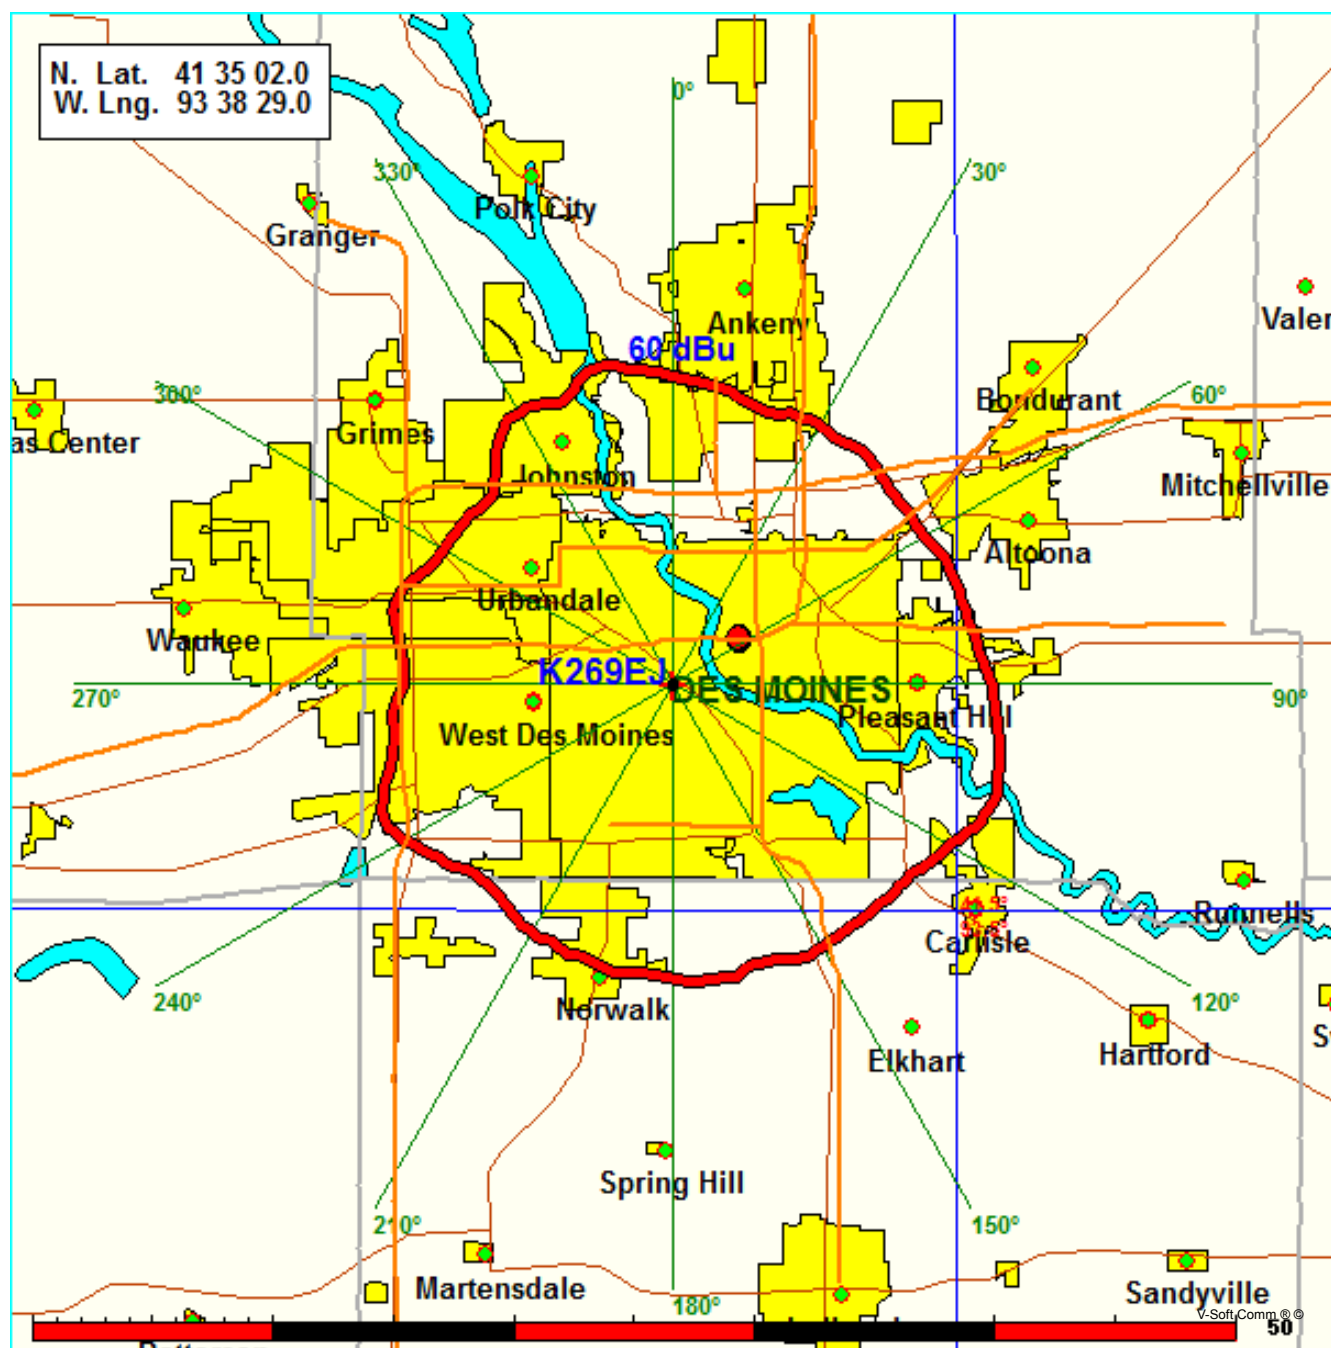 N. Lat. 41 35 02.0
W. Lng. 93 38 29.0
0°
330°
30°
Polk City
Granger
Ankeny
Valer
60 dBu
300°
60°
Bondurant
as Center
Grimes
Johnston
Mitchellville
Altoona
Urbandale
Waukee
K269EJ
DES MOINES
270°
90°
Pleasant Hill
West Des Moines
Runnells
Carlisle
240°
120°
Norwalk
Elkhart
Hartford
S
Spring Hill
210°
150°
Martensdale
Sandyville
180°
V-Soft Comm ® ©
50